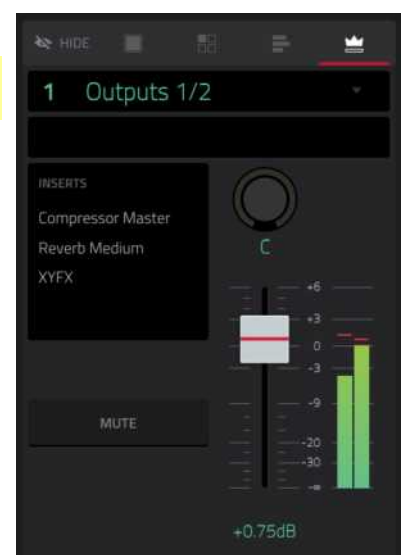 HIDE
1 Outputs 1/2
INSERTS
Compressor Master
Reverb Medium
XYFX
C
+6
+3
0
-3
-9
-20
-30
-∞
MUTE
+0.75dB